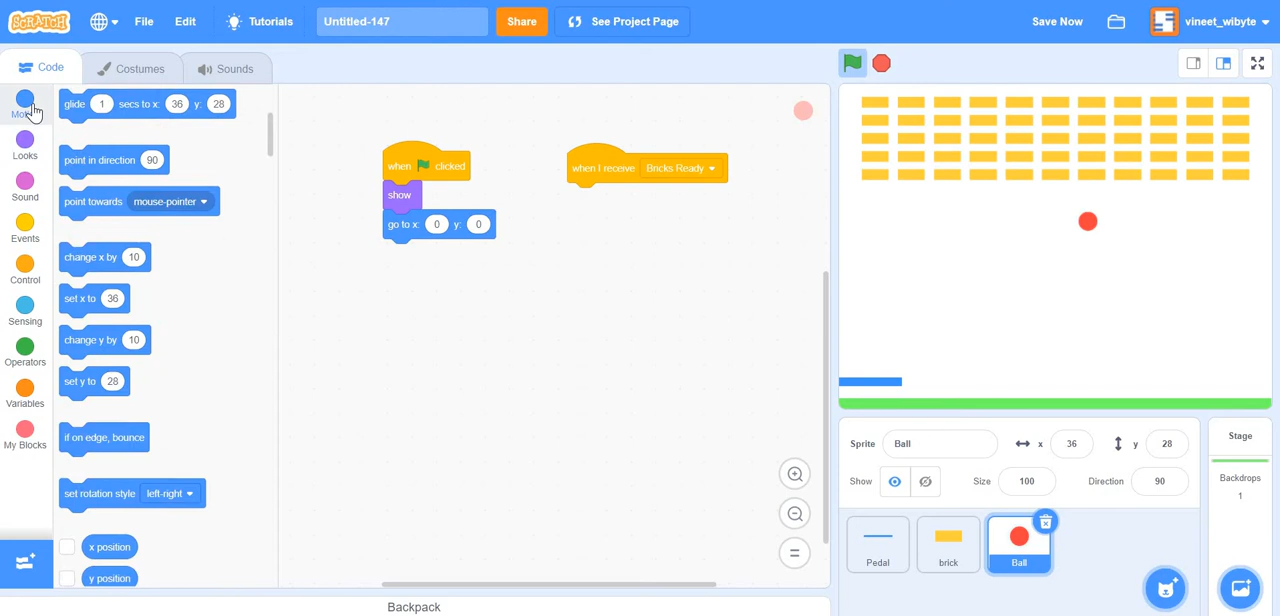 SCRATCH File Edit Tutorials Untitled-147 Share See Project Page Save Now vineet_wibyte
Code Costumes Sounds
Motion
Looks
Sound
Events
Control
Sensing
Operators
Variables
My Blocks
glide 1 secs to x: 36 y: 28
point in direction 90
point towards mouse-pointer
change x by 10
set x to 36
change y by 10
set y to 28
if on edge, bounce
set rotation style left-right
x position
y position
when clicked
show
go to x: 0 y: 0
when I receive Bricks Ready
Backpack
Sprite Ball x 36 y 28
Show Size 100 Direction 90
Pedal brick Ball
Stage
Backdrops
1